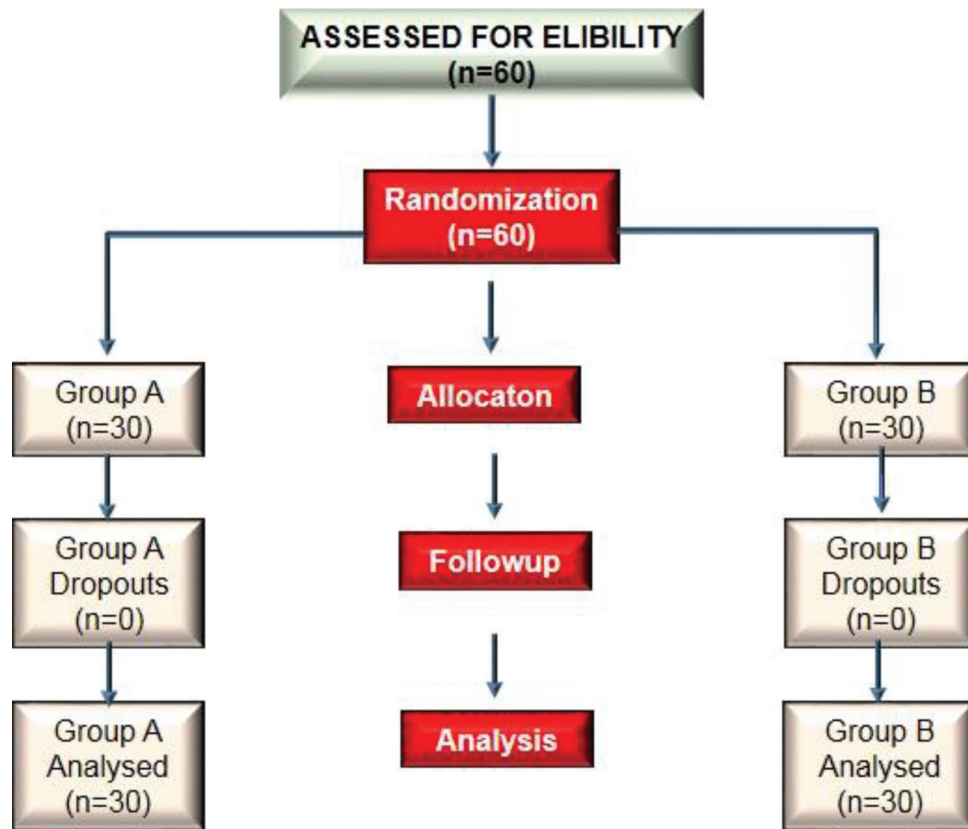 ASSESSED FOR ELIBILITY
(n=60)
Randomization
(n=60)
Group A
(n=30)
Allocaton
Group B
(n=30)
Group A
Dropouts
(n=0)
Followup
Group B
Dropouts
(n=0)
Group A
Analysed
(n=30)
Analysis
Group B
Analysed
(n=30)